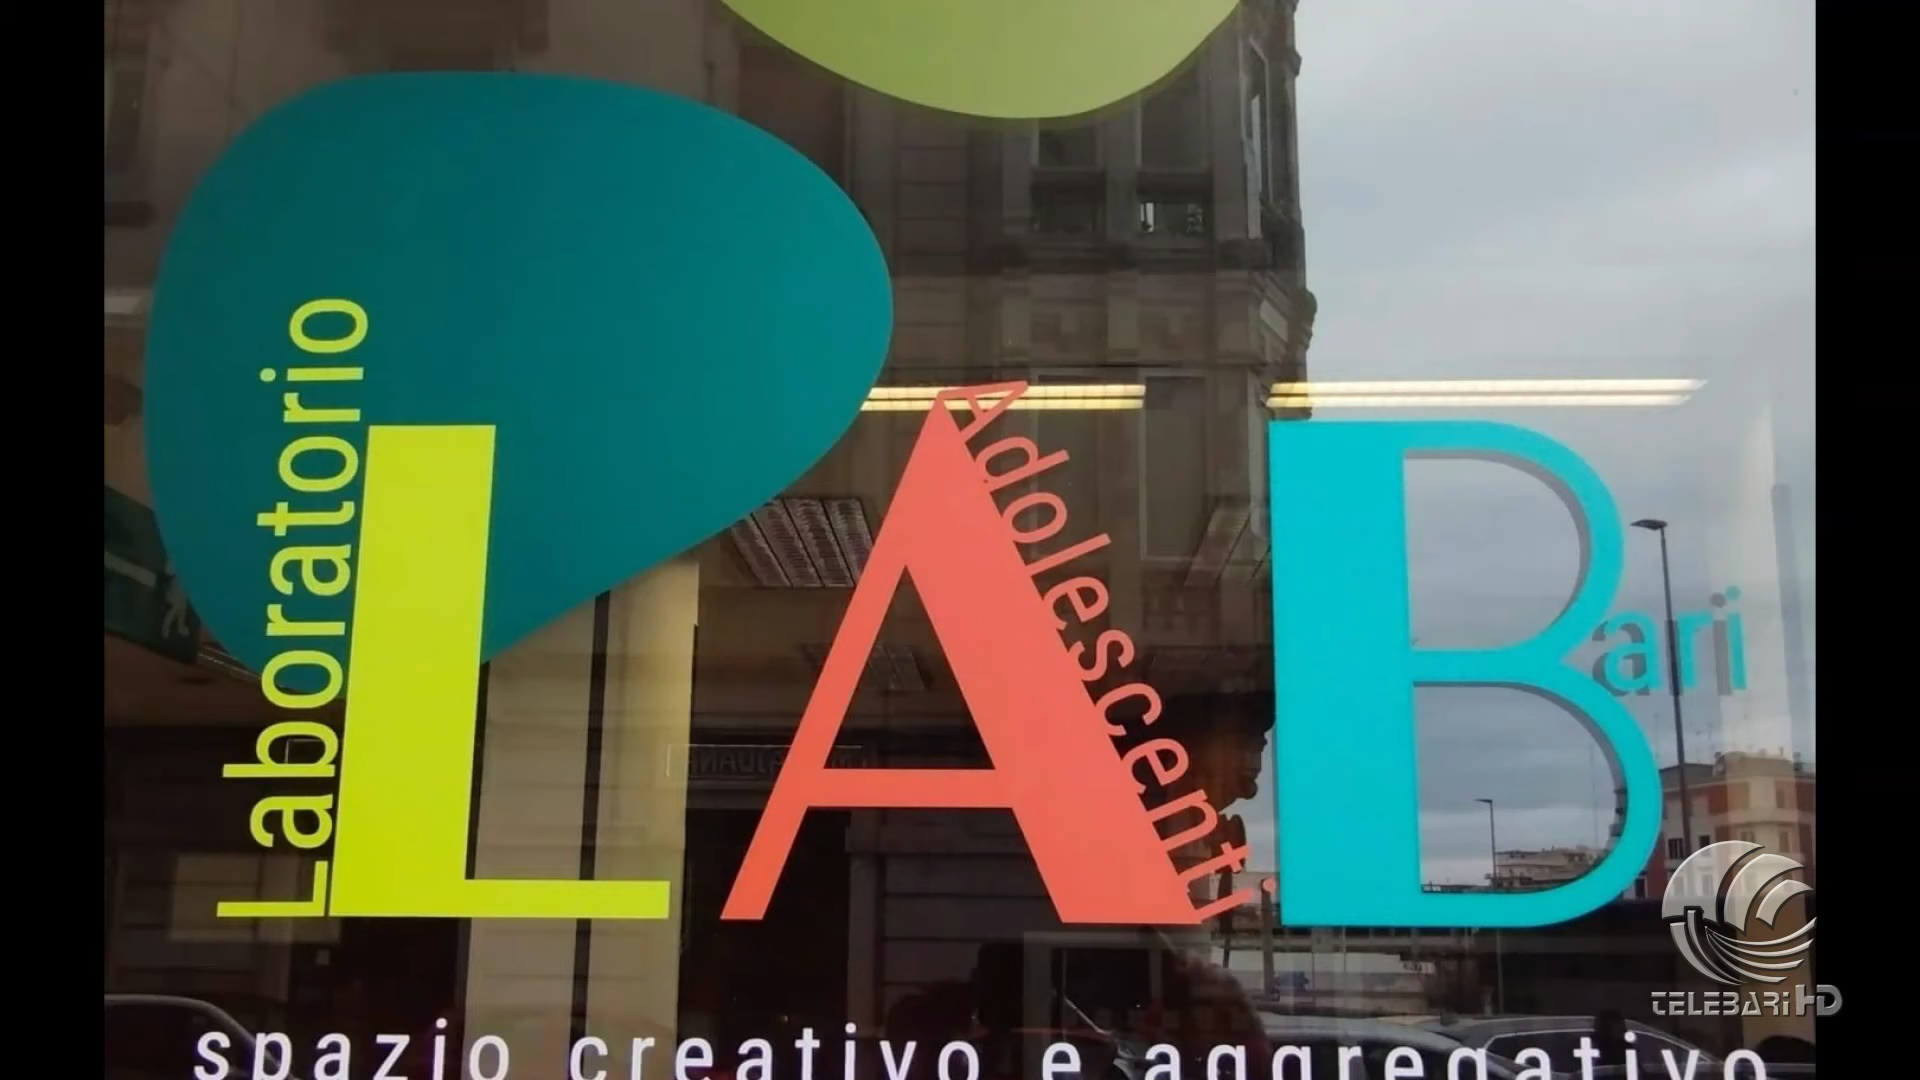 Laboratorio
Adolescenti
LAB
ari
spazio creativo e aggregativo
TELEBARI HD